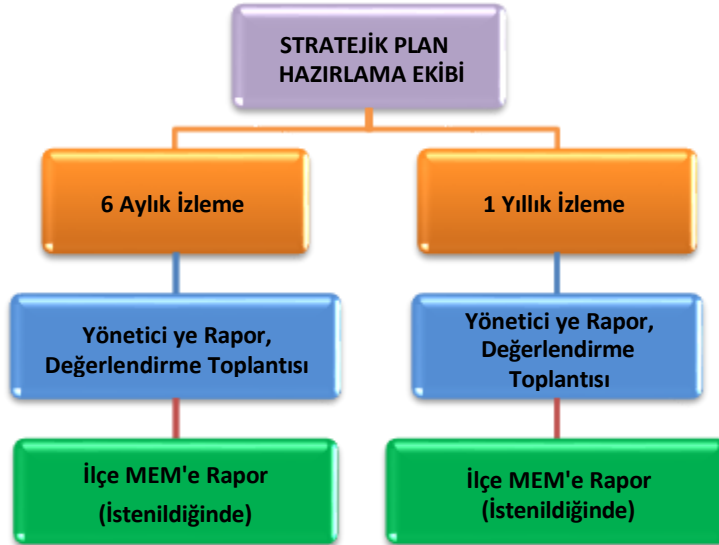 STRATEJİK PLAN
HAZIRLAMA EKİBİ
6 Aylık İzleme
1 Yıllık İzleme
Yönetici ye Rapor,
Değerlendirme Toplantısı
Yönetici ye Rapor,
Değerlendirme
Toplantısı
İlçe MEM'e Rapor
(İstenildiğinde)
İlçe MEM'e Rapor
(İstenildiğinde)